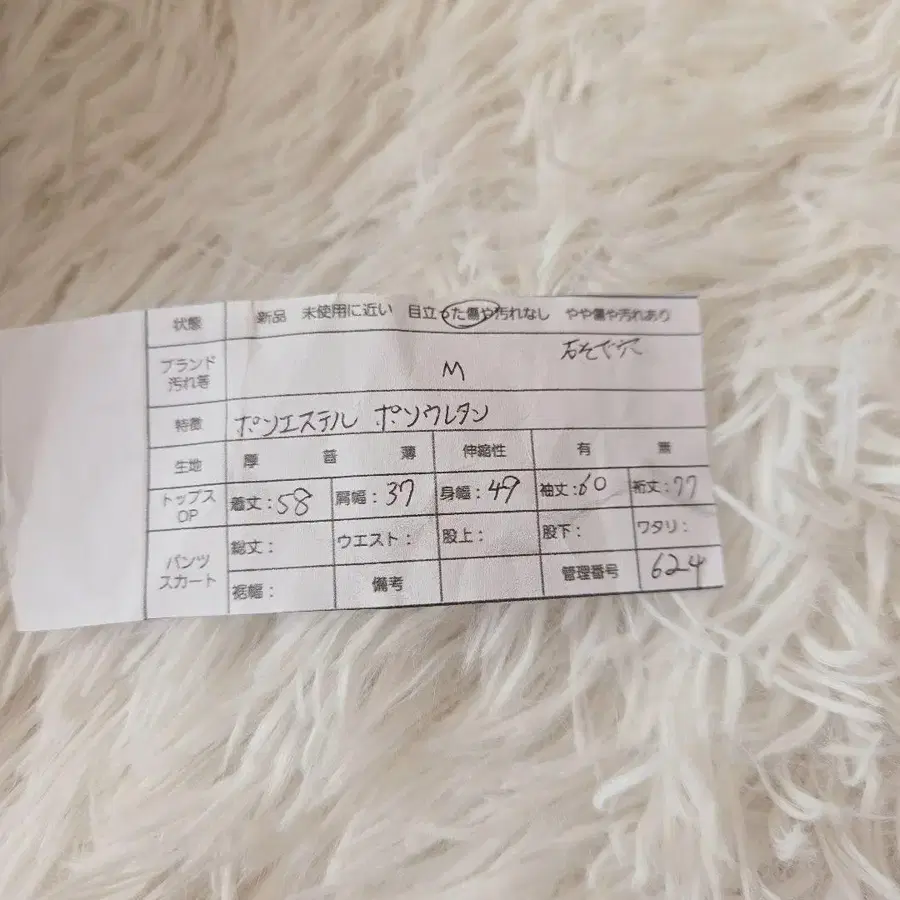 状態 新品 未使用に近い 目立った傷や汚れなし やや傷や汚れあり
ブランド 汚れ等 M 右そで穴
特徴 ポリエステル ポリウレタン
生地 厚 普 薄 伸縮性 有 無
トップス OP 着丈:58 肩幅:37 身幅:49 袖丈:60 裄丈:77
パンツ スカート 総丈: ウエスト: 股上: 股下: ワタリ:
裾幅: 備考 管理番号 624